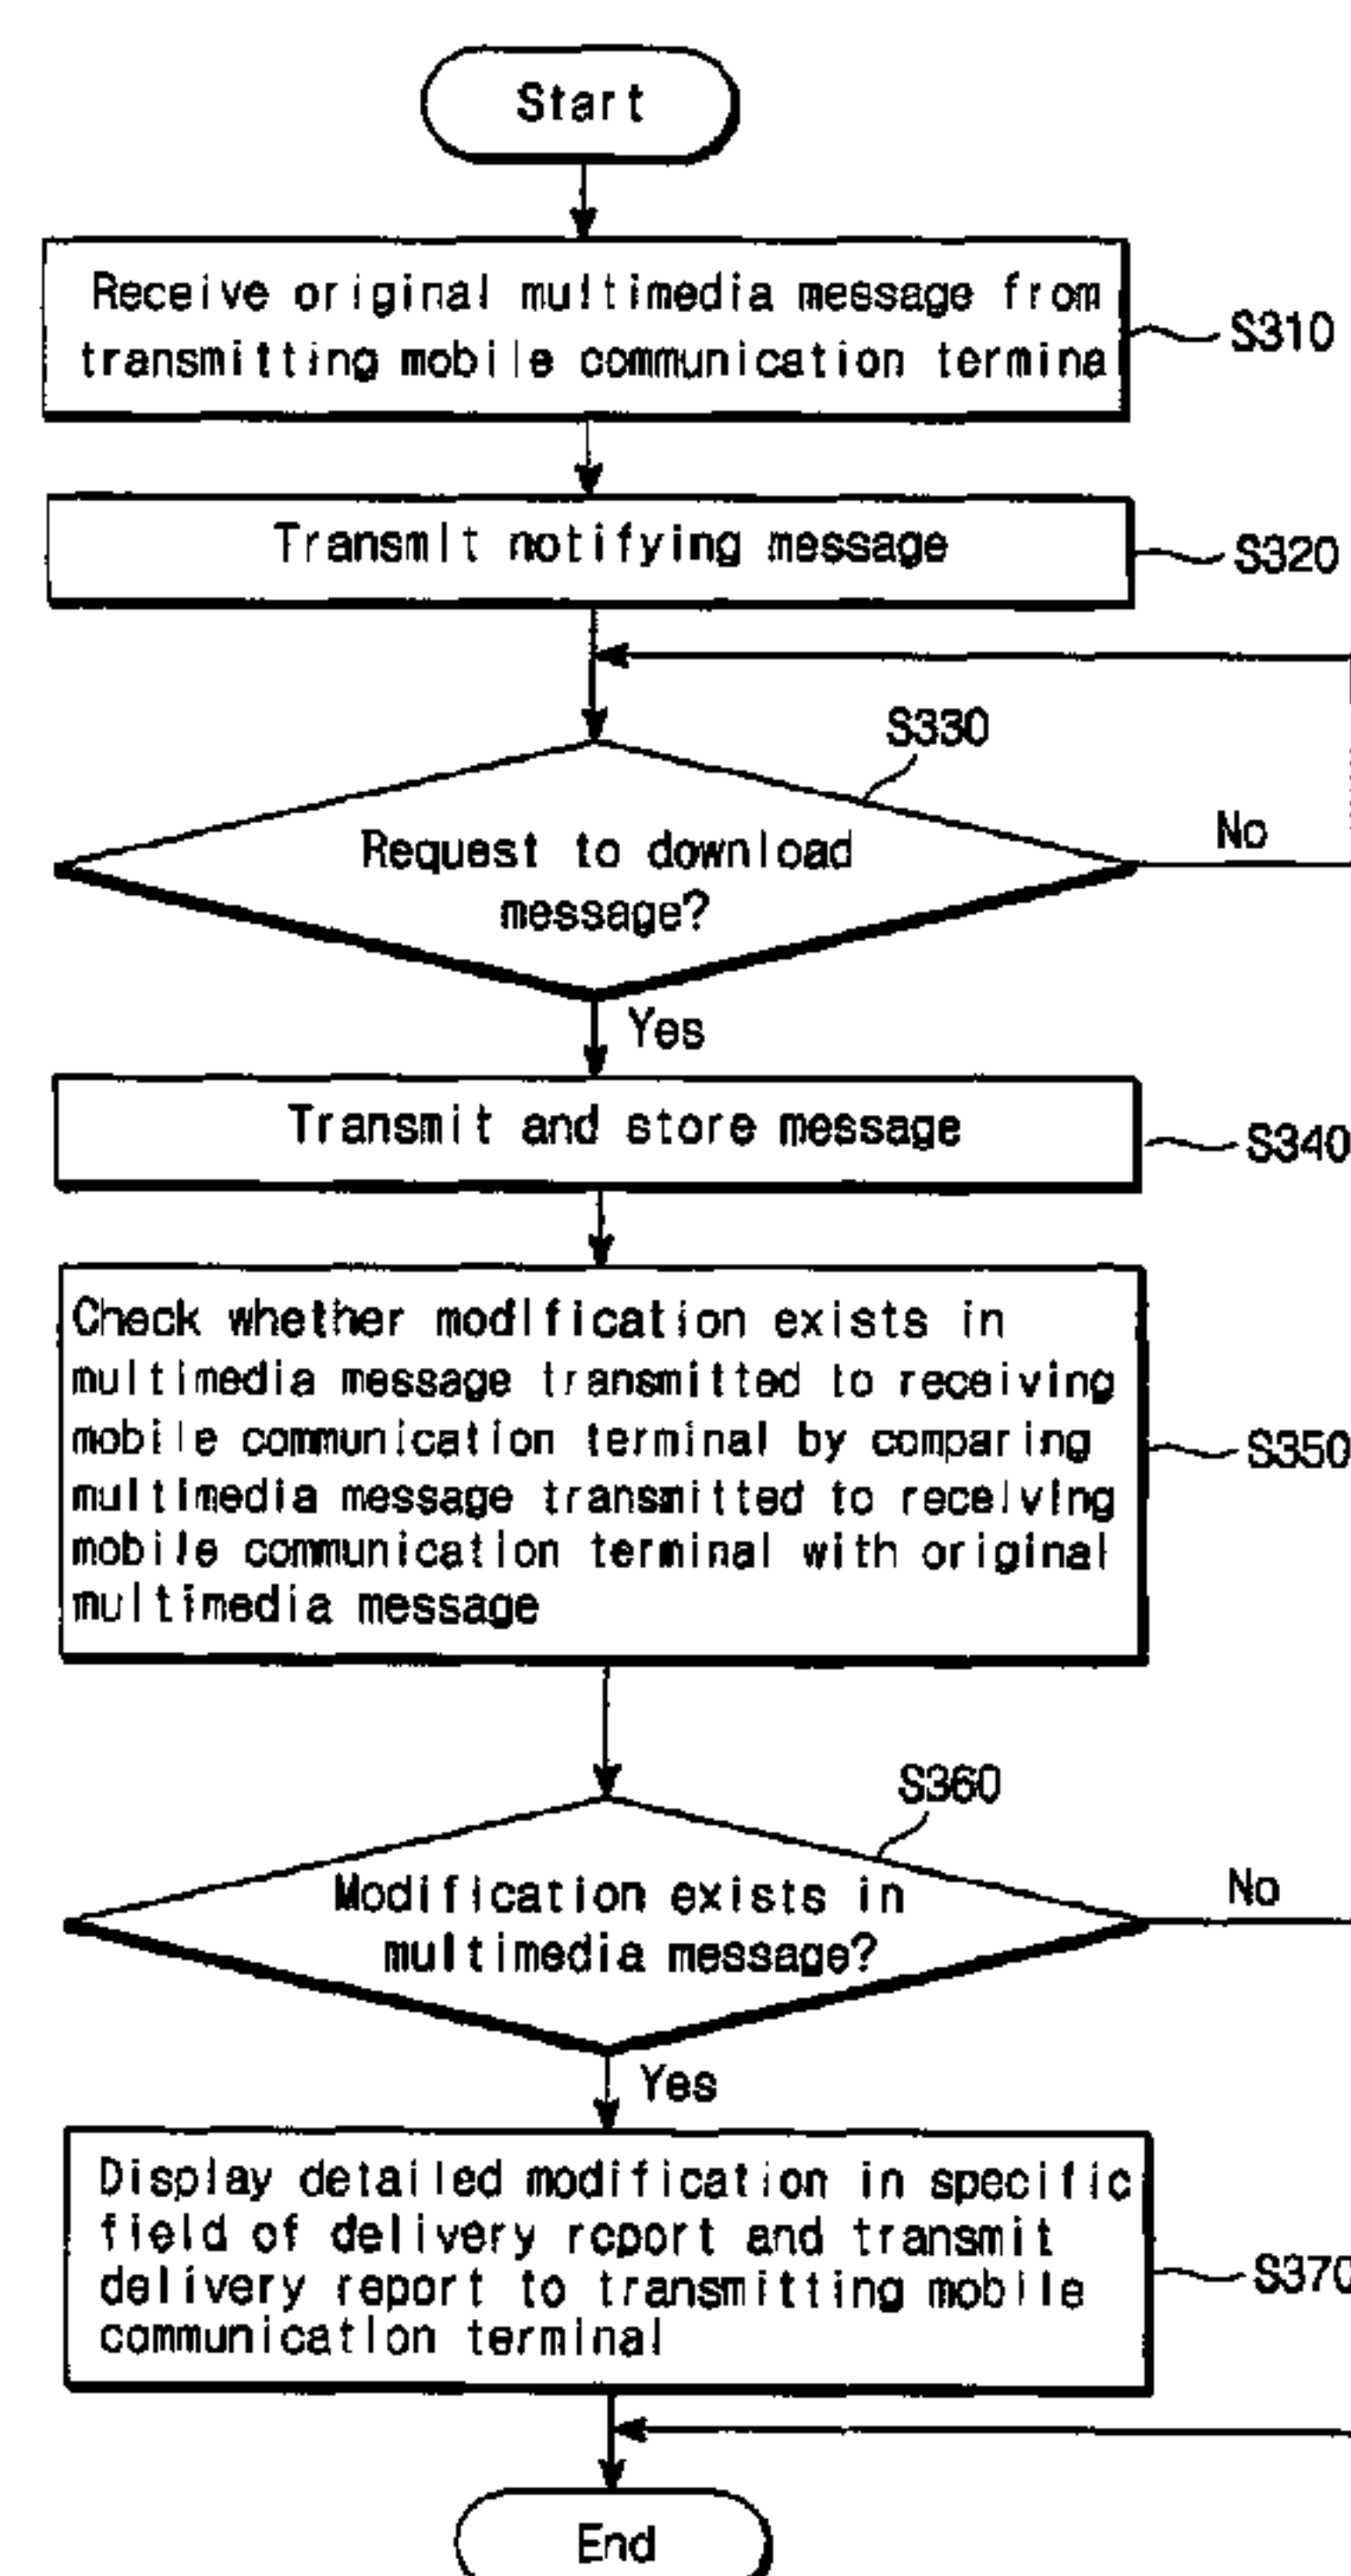 Start
Receive original multimedia message from
transmitting mobile communication termina
S310
Transmit notifying message
S320
S330
Request to download
message?
No
Yes
Transmit and store message
S340
Check whether modification exists in
multimedia message transmitted to receiving
mobile communication terminal by comparing
multimedia message transmitted to receiving
mobile communication terminal with original
multimedia message
S350
S360
Modification exists in
multimedia message?
No
Yes
Display detailed modification in specific
field of delivery report and transmit
delivery report to transmitting mobile
communication terminal
S370
End